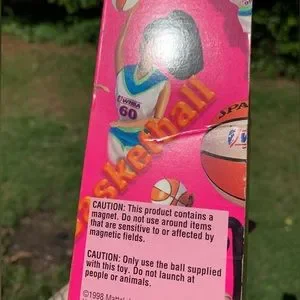 WNBA
60
basketball
SPA
CAUTION: This product contains a
magnet. Do not use around items
that are sensitive to or affected by
magnetic fields.
CAUTION: Only use the ball supplied
with this toy. Do not launch at
people or animals.
©1998 Mattel,